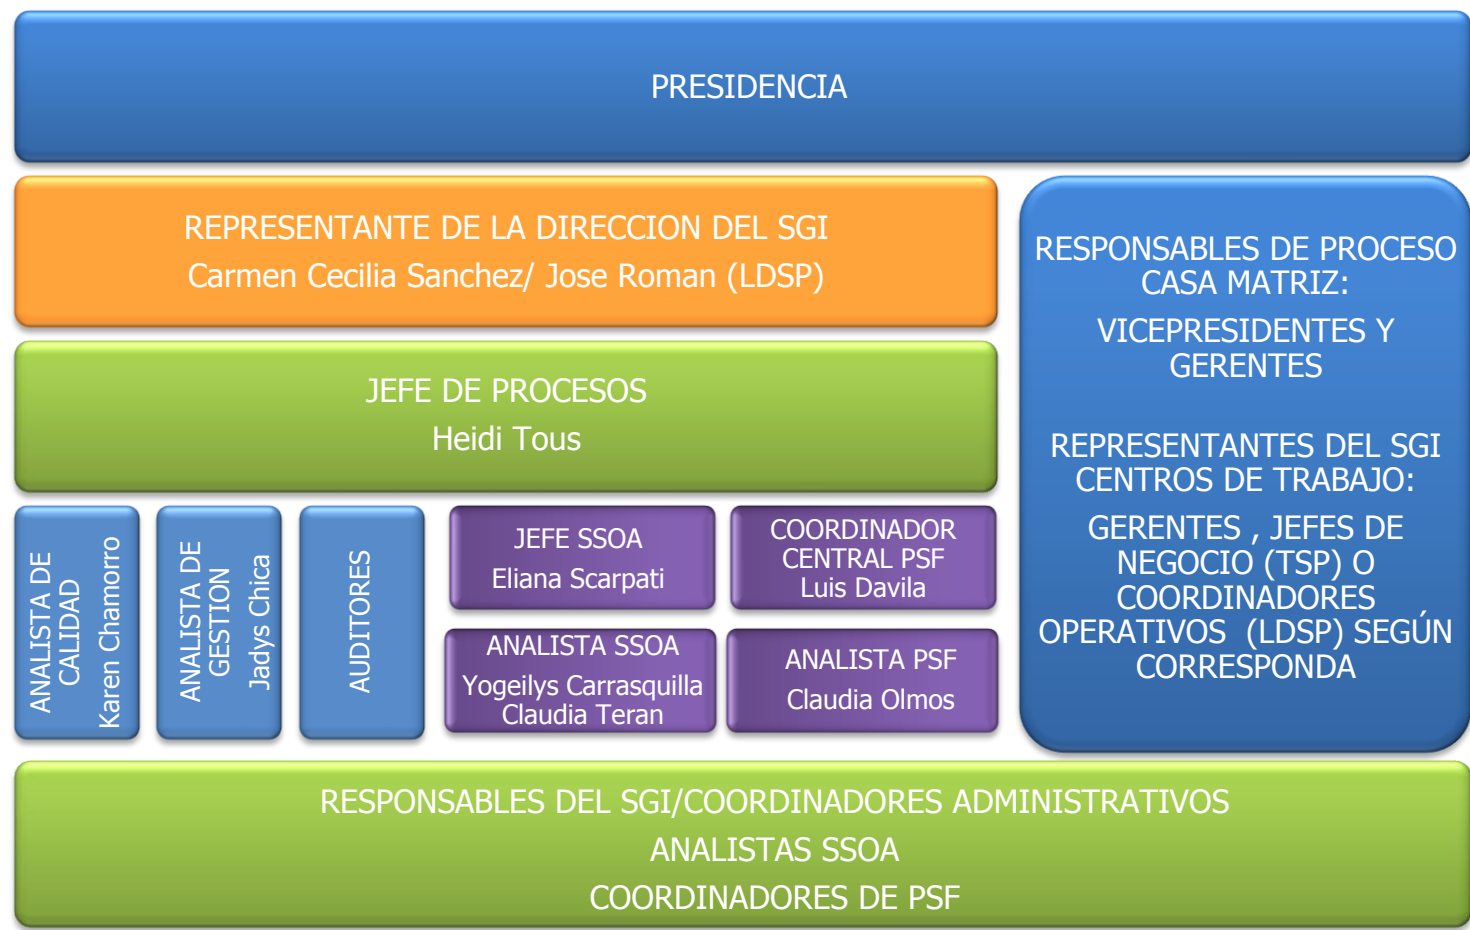 PRESIDENCIA
REPRESENTANTE DE LA DIRECCION DEL SGI
Carmen Cecilia Sanchez/ Jose Roman (LDSP)
JEFE DE PROCESOS
Heidi Tous
ANALISTA DE
CALIDAD
Karen Chamorro
ANALISTA DE
GESTION
Jadys Chica
AUDITORES
JEFE SSOA
Eliana Scarpati
COORDINADOR
CENTRAL PSF
Luis Davila
ANALISTA SSOA
Yogeilys Carrasquilla
Claudia Teran
ANALISTA PSF
Claudia Olmos
RESPONSABLES DE PROCESO
CASA MATRIZ:
VICEPRESIDENTES Y
GERENTES
REPRESENTANTES DEL SGI
CENTROS DE TRABAJO:
GERENTES , JEFES DE
NEGOCIO (TSP) O
COORDINADORES
OPERATIVOS (LDSP) SEGÚN
CORRESPONDA
RESPONSABLES DEL SGI/COORDINADORES ADMINISTRATIVOS
ANALISTAS SSOA
COORDINADORES DE PSF